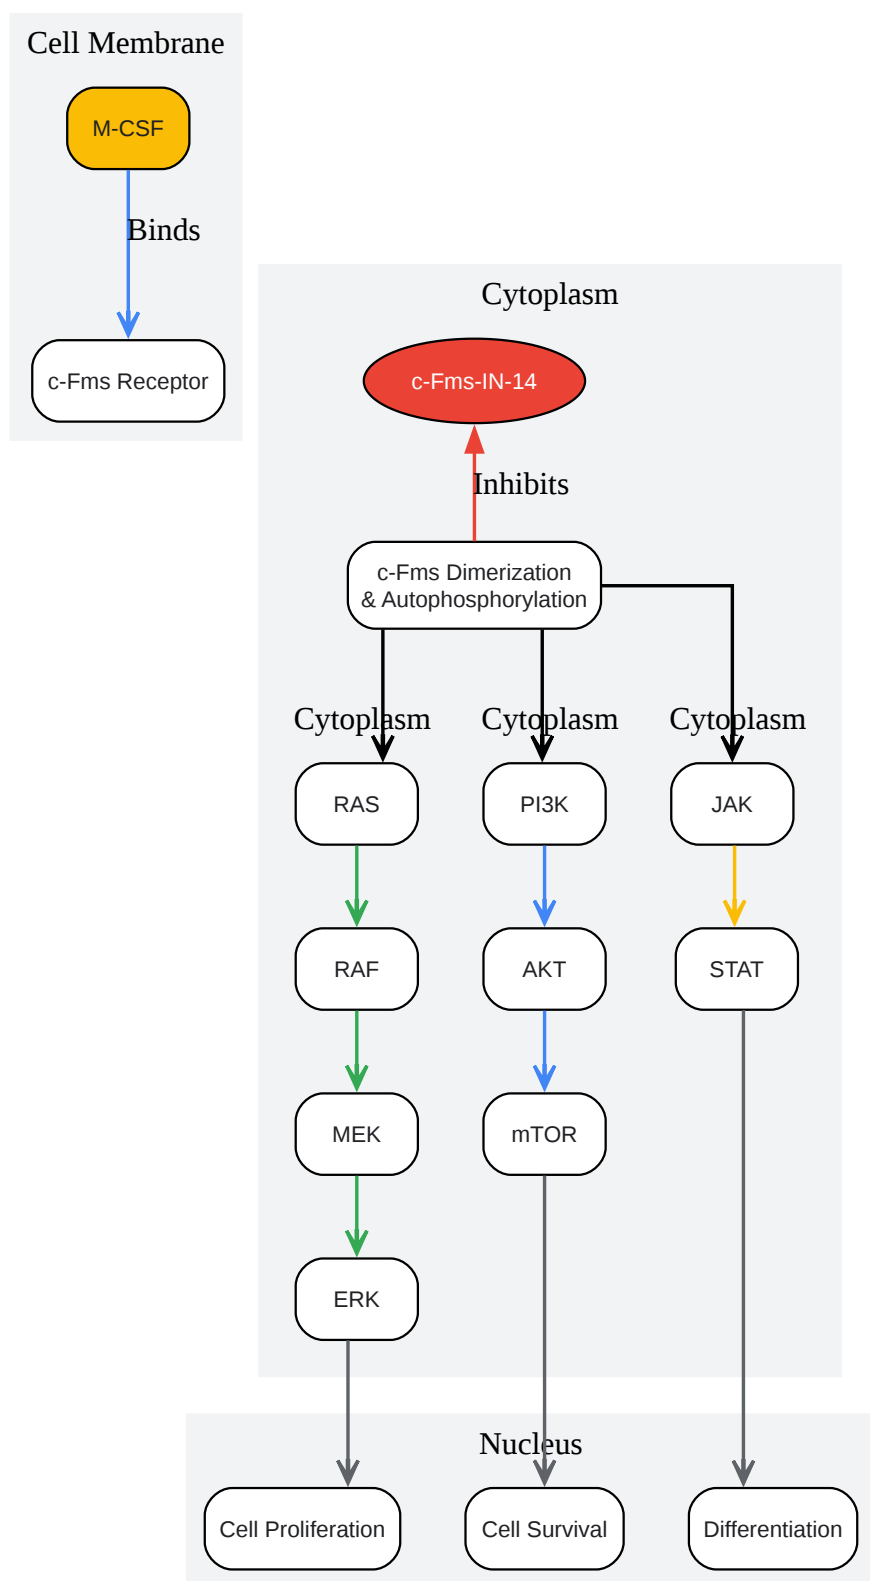 Cell Membrane
M-CSF
Binds
c-Fms Receptor
Cytoplasm
c-Fms-IN-14
Inhibits
c-Fms Dimerization
& Autophosphorylation
Cytoplasm
Cytoplasm
Cytoplasm
RAS
PI3K
JAK
RAF
AKT
STAT
MEK
mTOR
ERK
Nucleus
Cell Proliferation
Cell Survival
Differentiation